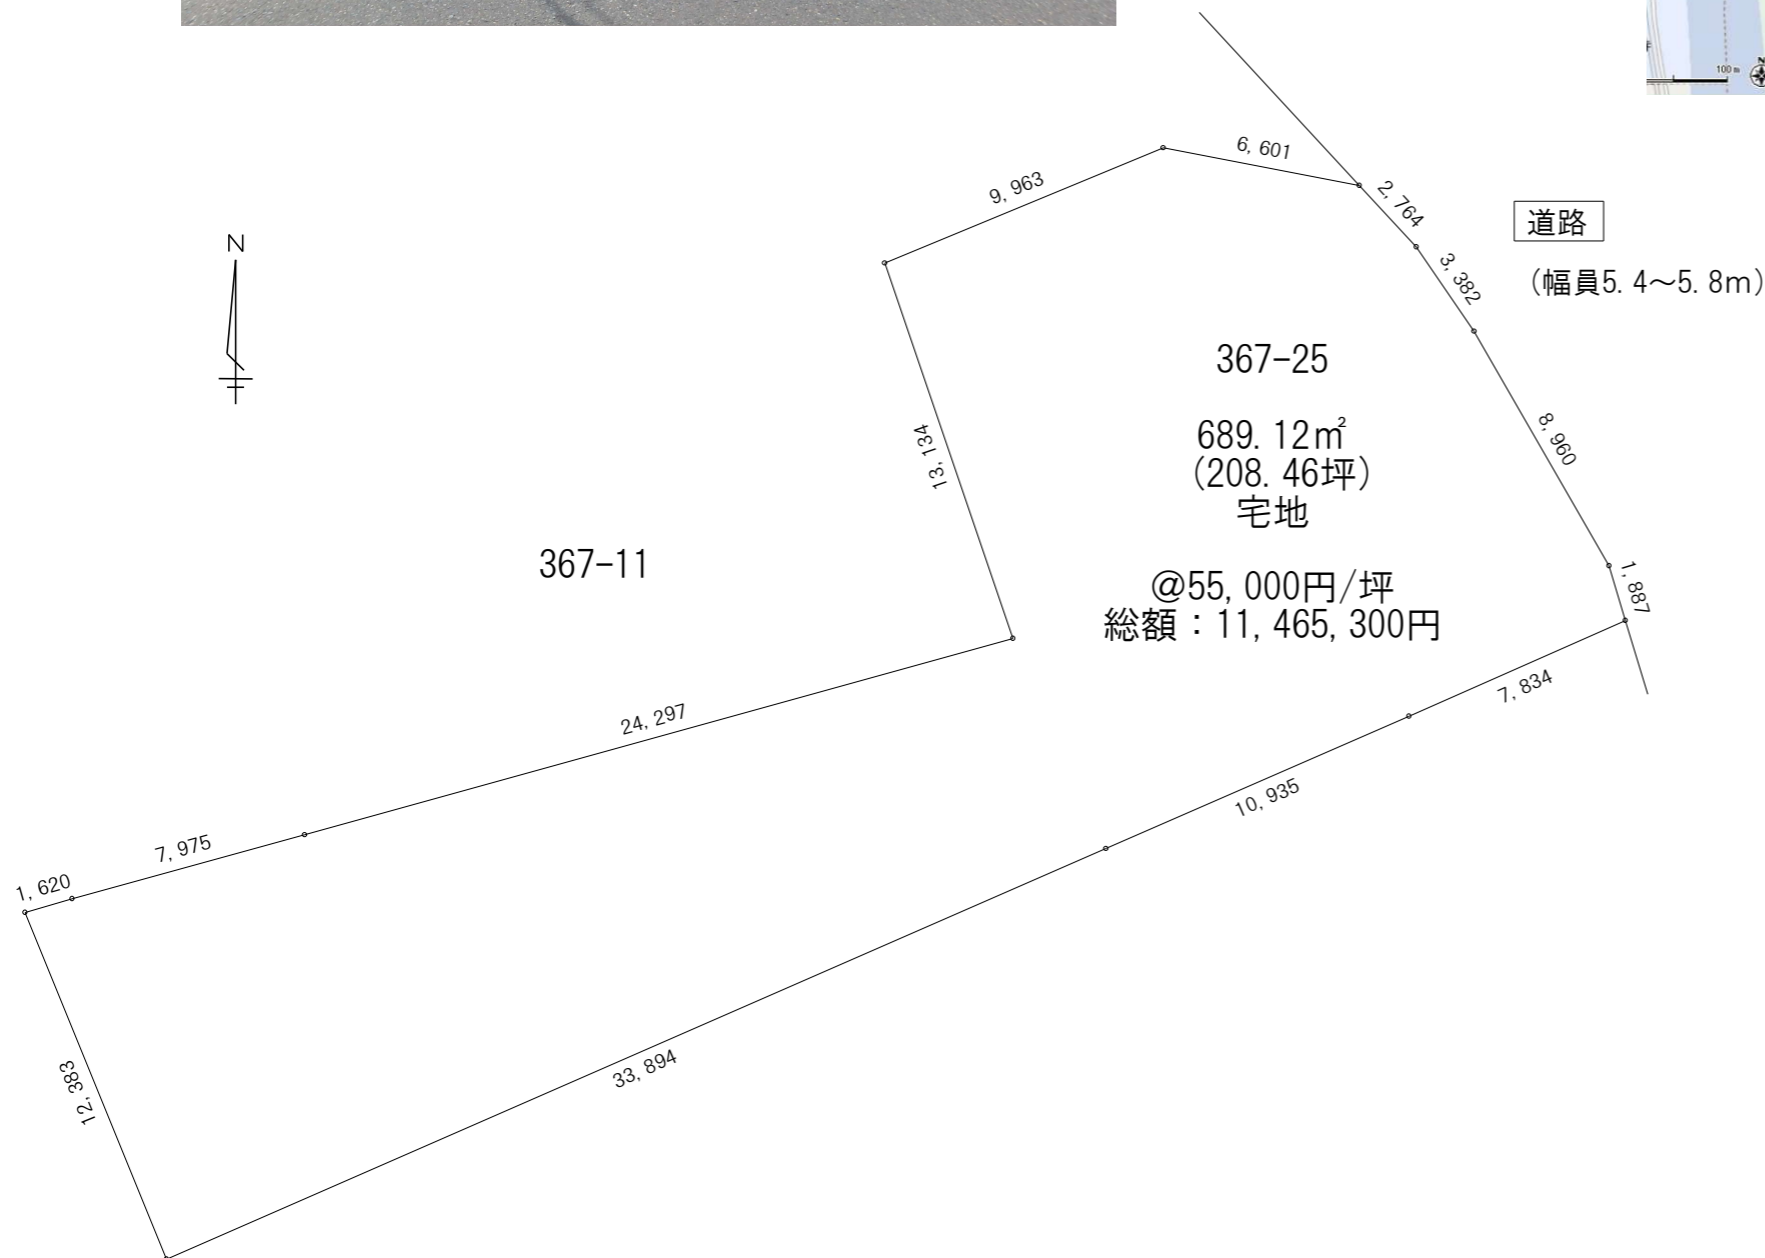 100m
N
N
6,601
9,963
2,764
道路
3,382
(幅員5.4～5.8m)
367-25
8,960
13,134
689.12㎡
(208.46坪)
宅地
367-11
@55,000円/坪
総額：11,465,300円
1,887
7,834
24,297
10,935
7,975
1,620
33,894
12,383